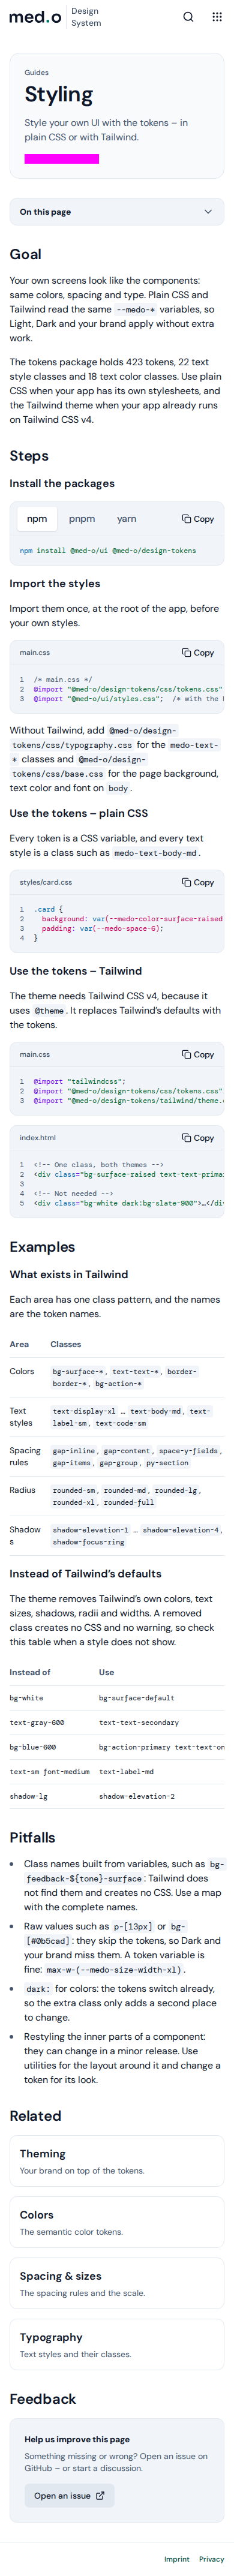 med.o
Design
System
Guides
Styling
Style your own UI with the tokens – in
plain CSS or with Tailwind.
On this page
Goal
Your own screens look like the components:
same colors, spacing and type. Plain CSS and
Tailwind read the same --medo-* variables, so
Light, Dark and your brand apply without extra
work.
The tokens package holds 423 tokens, 22 text
style classes and 18 text color classes. Use plain
CSS when your app has its own stylesheets, and
the Tailwind theme when your app already runs
on Tailwind CSS v4.
Steps
Install the packages
npm pnpm yarn Copy
npm install @med-o/ui @med-o/design-tokens
Import the styles
Import them once, at the root of the app, before
your own styles.
main.css Copy
1 /* main.css */
2 @import "@med-o/design-tokens/css/tokens.css"
3 @import "@med-o/ui/styles.css"; /* with the
Without Tailwind, add @med-o/design-
tokens/css/typography.css for the medo-text-
* classes and @med-o/design-
tokens/css/base.css for the page background,
text color and font on body.
Use the tokens – plain CSS
Every token is a CSS variable, and every text
style is a class such as medo-text-body-md.
styles/card.css Copy
1 .card {
2 background: var(--medo-color-surface-raised
3 padding: var(--medo-space-6);
4 }
Use the tokens – Tailwind
The theme needs Tailwind CSS v4, because it
uses @theme. It replaces Tailwind's defaults with
the tokens.
main.css Copy
1 @import "tailwindcss";
2 @import "@med-o/design-tokens/css/tokens.css"
3 @import "@med-o/design-tokens/tailwind/theme.
index.html Copy
1 <!-- One class, both themes -->
2 <div class="bg-surface-raised text-text-prima
3
4 <!-- Not needed -->
5 <div class="bg-white dark:bg-slate-900">…</di
Examples
What exists in Tailwind
Each area has one class pattern, and the names
are the token names.
Area Classes
Colors bg-surface-*, text-text-*, border-
border-*, bg-action-*
Text text-display-xl … text-body-md, text-
styles label-sm, text-code-sm
Spacing gap-inline, gap-content, space-y-fields,
rules gap-items, gap-group, py-section
Radius rounded-sm, rounded-md, rounded-lg,
rounded-xl, rounded-full
Shadow shadow-elevation-1 … shadow-elevation-4,
s shadow-focus-ring
Instead of Tailwind's defaults
The theme removes Tailwind's own colors, text
sizes, shadows, radii and widths. A removed
class creates no CSS and no warning, so check
this table when a style does not show.
Instead of Use
bg-white bg-surface-default
text-gray-600 text-text-secondary
bg-blue-600 bg-action-primary text-text-on
text-sm font-medium text-label-md
shadow-lg shadow-elevation-2
Pitfalls
• Class names built from variables, such as bg-
feedback-${tone}-surface: Tailwind does
not find them and creates no CSS. Use a map
with the complete names.
• Raw values such as p-[13px] or bg-
[#0b5cad]: they skip the tokens, so Dark and
your brand miss them. A token variable is
fine: max-w-(--medo-size-width-xl).
• dark: for colors: the tokens switch already,
so the extra class only adds a second place
to change.
• Restyling the inner parts of a component:
they can change in a minor release. Use
utilities for the layout around it and change a
token for its look.
Related
Theming
Your brand on top of the tokens.
Colors
The semantic color tokens.
Spacing & sizes
The spacing rules and the scale.
Typography
Text styles and their classes.
Feedback
Help us improve this page
Something missing or wrong? Open an issue on
GitHub – or start a discussion.
Open an issue
Imprint Privacy